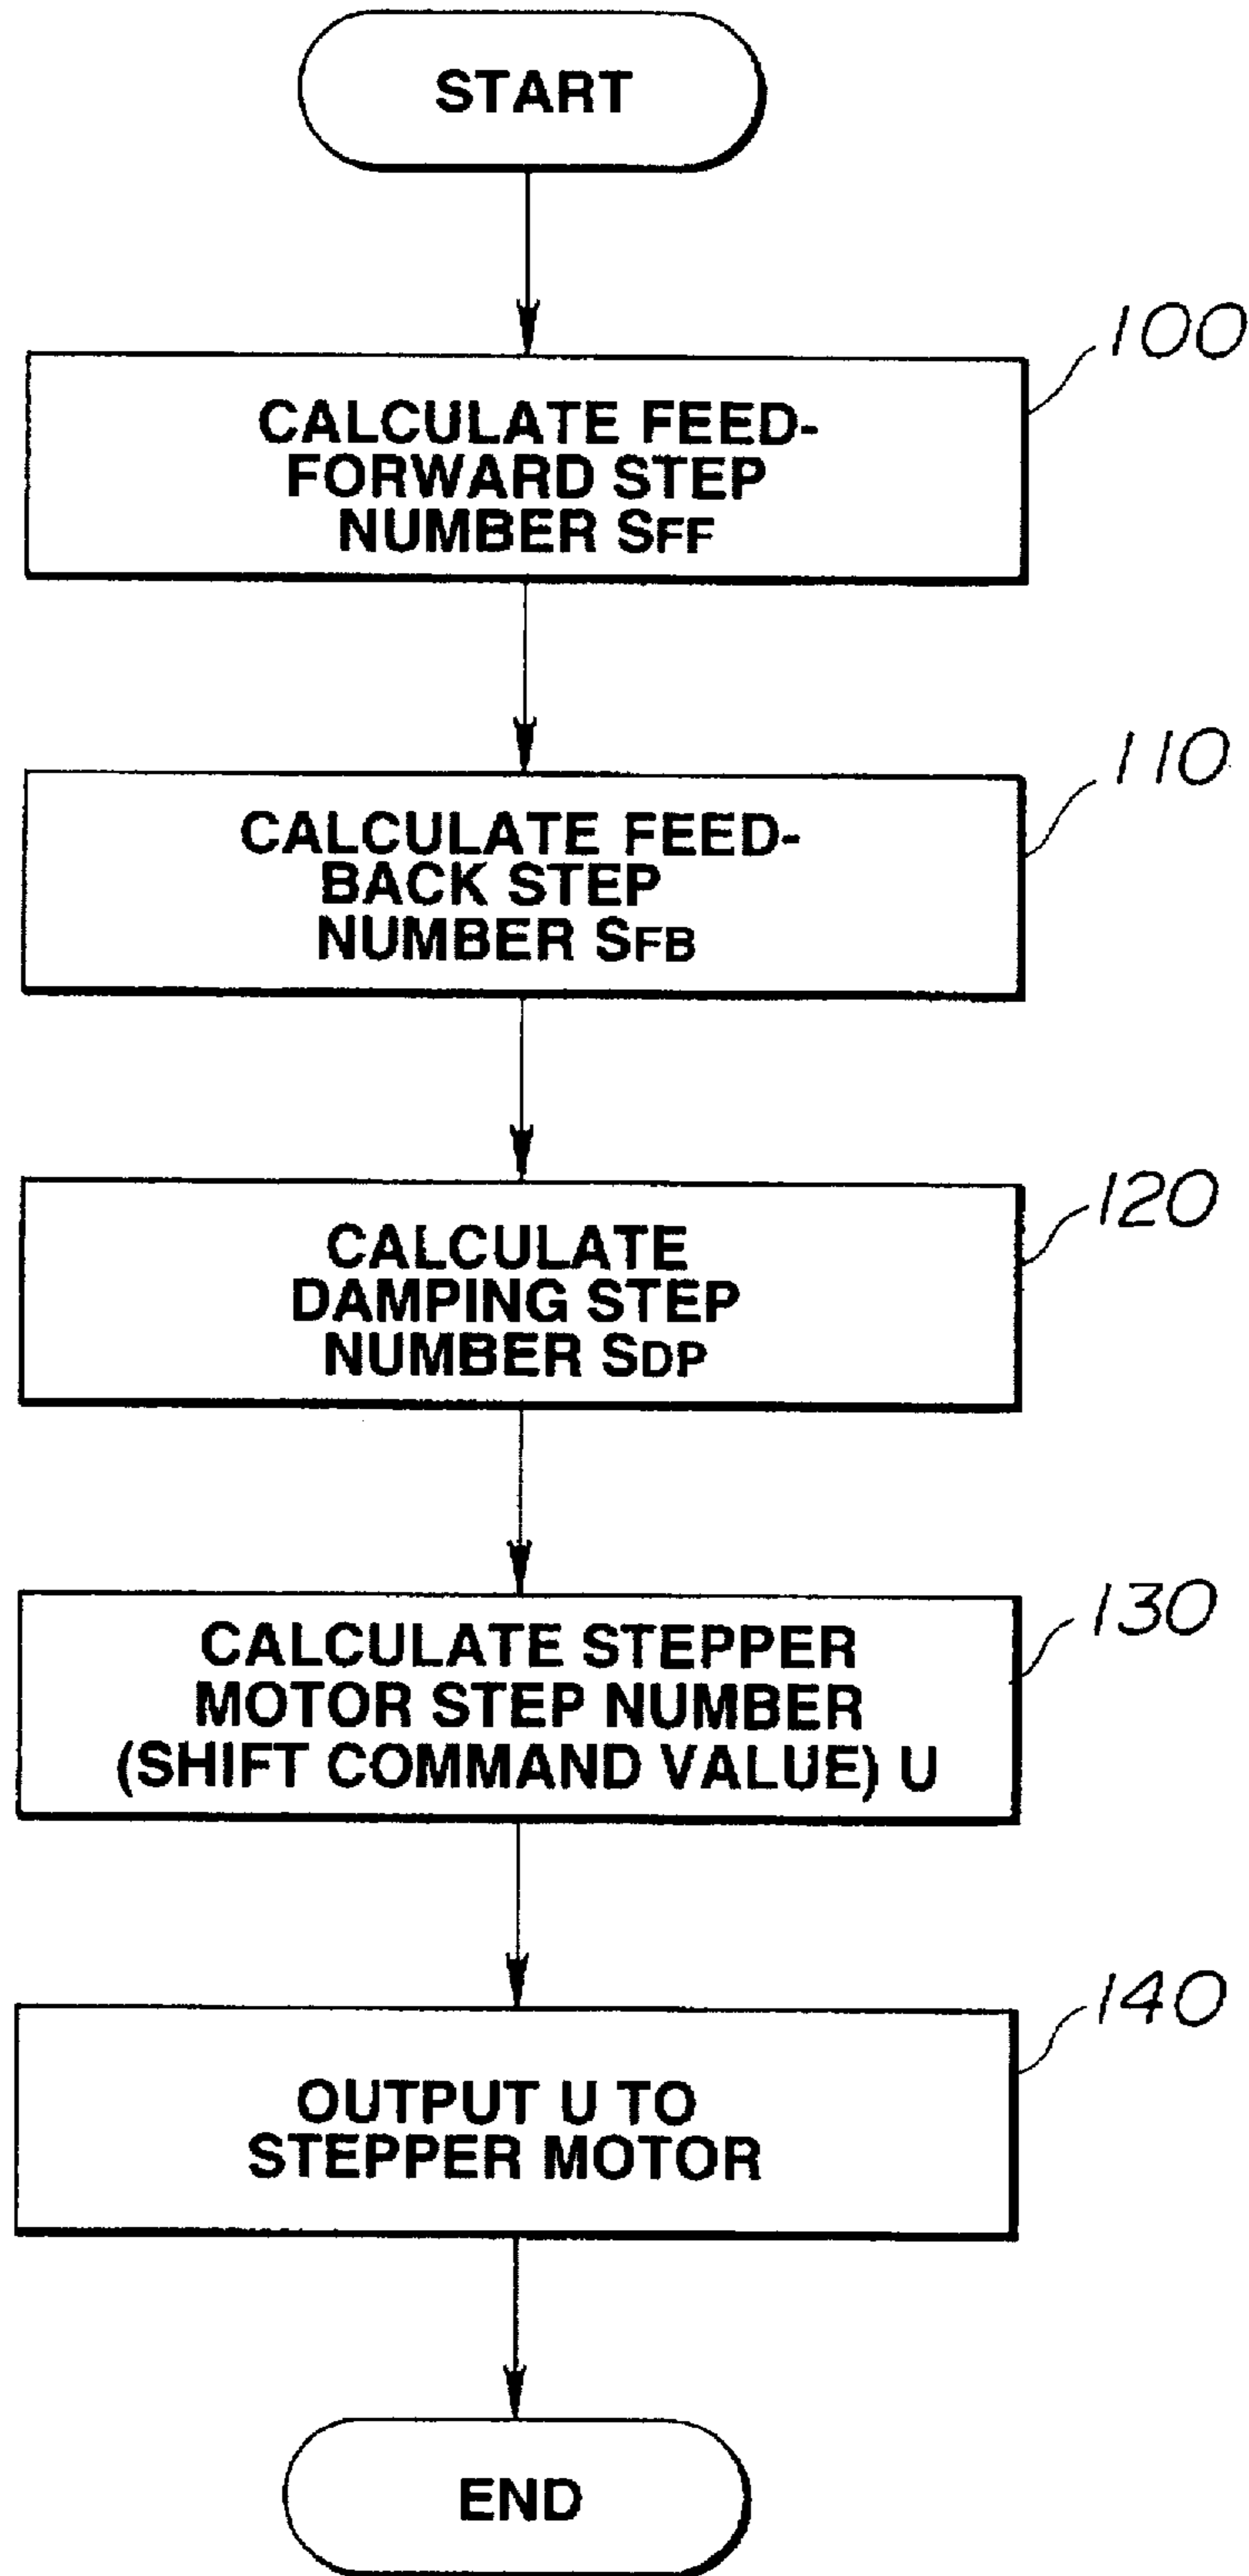 START
100
CALCULATE FEED-
FORWARD STEP
NUMBER SFF
110
CALCULATE FEED-
BACK STEP
NUMBER SFB
120
CALCULATE
DAMPING STEP
NUMBER SDP
130
CALCULATE STEPPER
MOTOR STEP NUMBER
(SHIFT COMMAND VALUE) U
140
OUTPUT U TO
STEPPER MOTOR
END